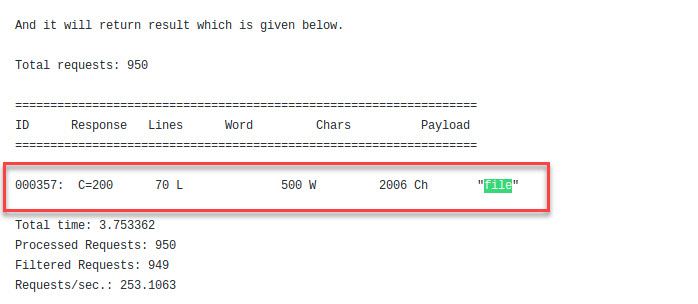 And it will return result which is given below.
Total requests: 950
==================================================================
ID      Response   Lines      Word         Chars          Payload
==================================================================
000357:  C=200      70 L              500 W         2006 Ch       "file"
Total time: 3.753362
Processed Requests: 950
Filtered Requests: 949
Requests/sec.: 253.1063